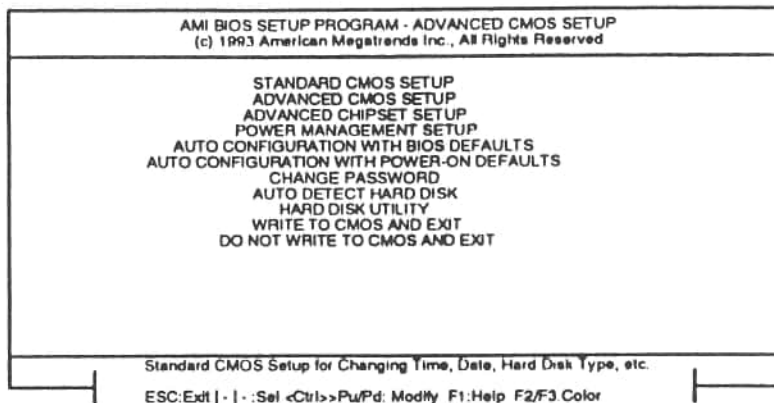 AMI BIOS SETUP PROGRAM - ADVANCED CMOS SETUP
(c) 1993 American Megatrends Inc., All Rights Reserved
STANDARD CMOS SETUP
ADVANCED CMOS SETUP
ADVANCED CHIPSET SETUP
POWER MANAGEMENT SETUP
AUTO CONFIGURATION WITH BIOS DEFAULTS
AUTO CONFIGURATION WITH POWER-ON DEFAULTS
CHANGE PASSWORD
AUTO DETECT HARD DISK
HARD DISK UTILITY
WRITE TO CMOS AND EXIT
DO NOT WRITE TO CMOS AND EXIT
Standard CMOS Setup for Changing Time, Date, Hard Disk Type, etc.
ESC:Exit | - | - :Sel <Ctrl>>Pu/Pd: Modify F1:Help F2/F3:Color